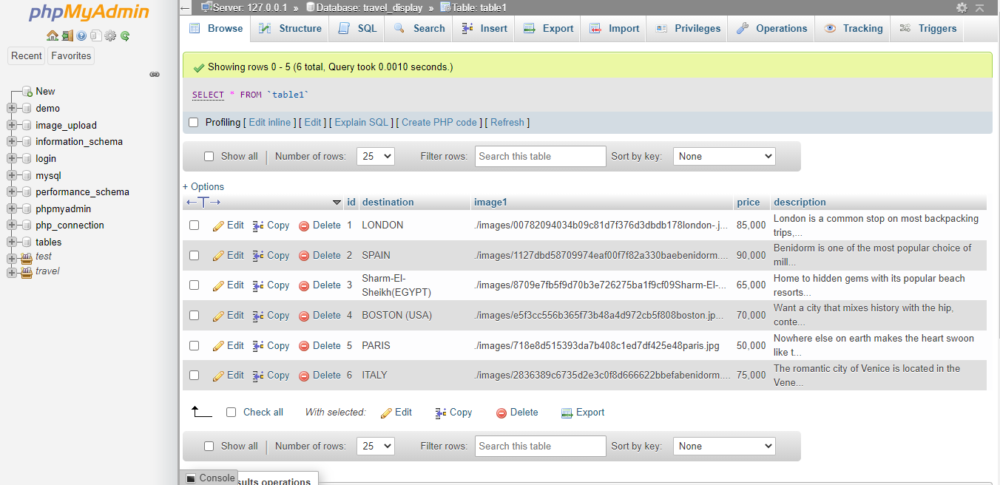 phpMyAdmin
Recent Favorites
New
demo
image_upload
information_schema
login
mysql
performance_schema
phpmyadmin
php_connection
tables
test
travel
Server: 127.0.0.1 » Database: travel_display » Table: table1
Browse Structure SQL Search Insert Export Import Privileges Operations Tracking Triggers
Showing rows 0 - 5 (6 total, Query took 0.0010 seconds.)
SELECT * FROM `table1`
Profiling [ Edit inline ] [ Edit ] [ Explain SQL ] [ Create PHP code ] [ Refresh ]
Show all | Number of rows: 25 Filter rows: Search this table Sort by key: None
+ Options
←T→ id destination image1 price description
Edit Copy Delete 1 LONDON ./images/00782094034b09c81d7f376d3dbdb178london-.j... 85,000 London is a common stop on most backpacking
trips,...
Edit Copy Delete 2 SPAIN ./images/1127dbd58709974eaf00f7f82a330baebenidorm.... 90,000 Benidorm is one of the most popular choice of
mill...
Edit Copy Delete 3 Sharm-El-
Sheikh(EGYPT) ./images/8709e7fb5f9d70b3e726275ba1f9cf09Sharm-El-... 65,000 Home to hidden gems with its popular beach
resorts...
Edit Copy Delete 4 BOSTON (USA) ./images/e5f3cc556b365f73b48a4d972cb5f808boston.jp... 70,000 Want a city that mixes history with the hip,
conte...
Edit Copy Delete 5 PARIS ./images/718e8d515393da7b408c1ed7df425e48paris.jpg 50,000 Nowhere else on earth makes the heart swoon
like t...
Edit Copy Delete 6 ITALY ./images/2836389c6735d2e3c0f8d666622bbefabenidorm.... 75,000 The romantic city of Venice is located in the
Vene...
Check all With selected: Edit Copy Delete Export
Show all | Number of rows: 25 Filter rows: Search this table Sort by key: None
Console
operations